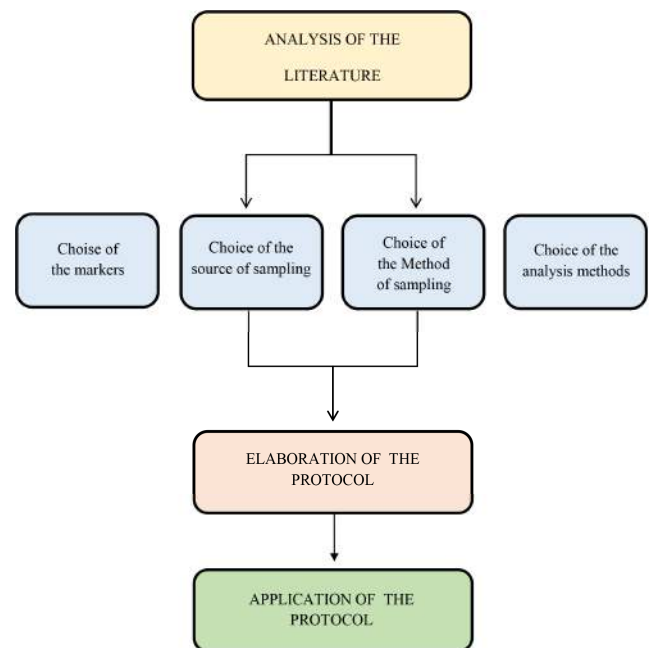 ANALYSIS OF THE
LITERATURE
Choise of
the markers
Choice of the
source of sampling
Choice of
the Method
of sampling
Choice of the
analysis methods
ELABORATION OF THE
PROTOCOL
APPLICATION OF THE
PROTOCOL